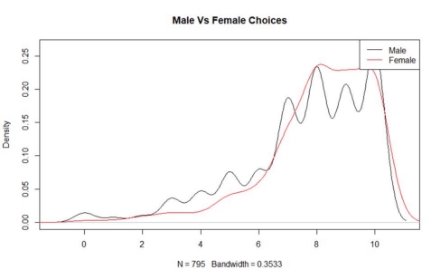 Male Vs Female Choices
Male
Female
Density
0.25
0.20
0.15
0.10
0.05
0.00
0 2 4 6 8 10
N = 795 Bandwidth = 0.3533